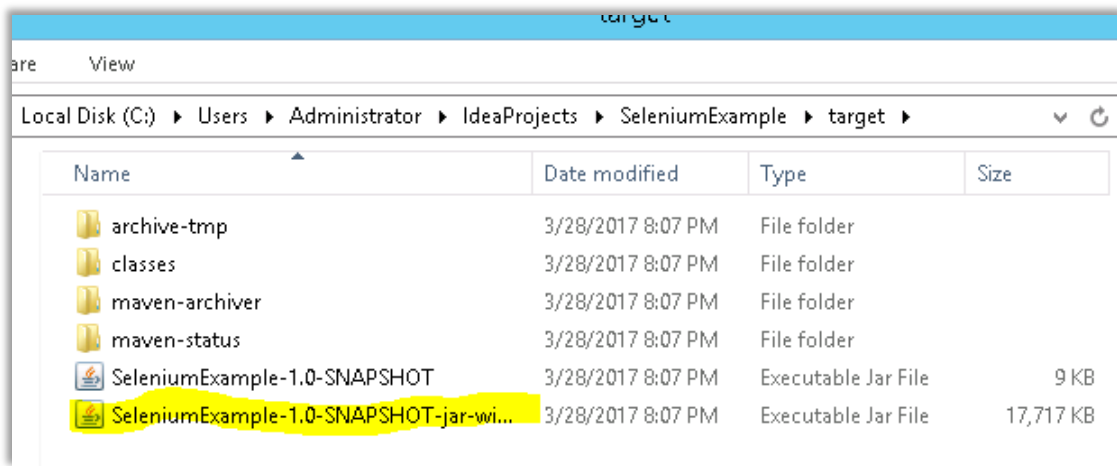 target
are View
Local Disk (C:) ▸ Users ▸ Administrator ▸ IdeaProjects ▸ SeleniumExample ▸ target ▸
Name Date modified Type Size
archive-tmp 3/28/2017 8:07 PM File folder
classes 3/28/2017 8:07 PM File folder
maven-archiver 3/28/2017 8:07 PM File folder
maven-status 3/28/2017 8:07 PM File folder
SeleniumExample-1.0-SNAPSHOT 3/28/2017 8:07 PM Executable Jar File 9 KB
SeleniumExample-1.0-SNAPSHOT-jar-wi... 3/28/2017 8:07 PM Executable Jar File 17,717 KB